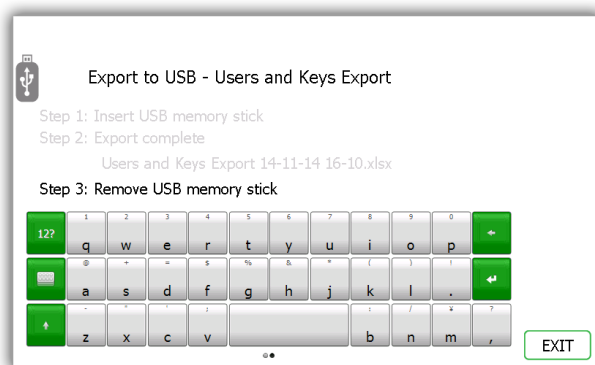 Export to USB - Users and Keys Export
Step 1: Insert USB memory stick
Step 2: Export complete
Users and Keys Export 14-11-14 16-10.xlsx
Step 3: Remove USB memory stick
1 2 3 4 5 6 7 8 9 0
12? q w e r t y u i o p
@ + = $ % & * ( ) !
a s d f g h j k l .
- " ' ; : / ¥ ?
z x c v b n m ,
EXIT